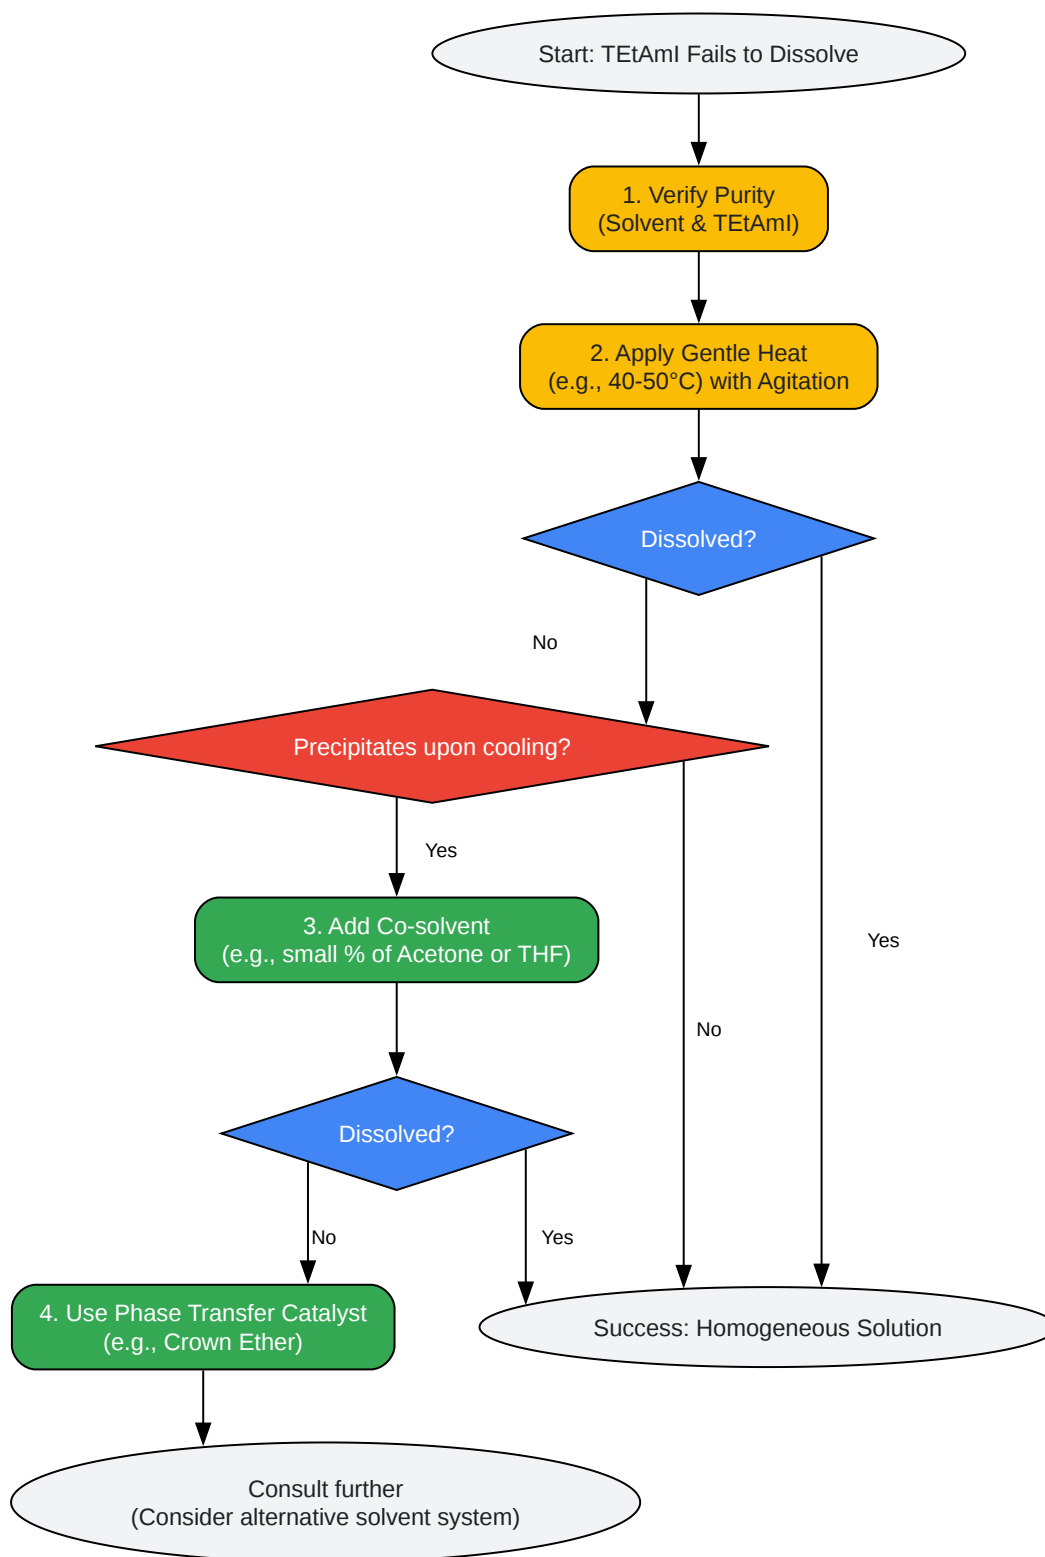 Start: TEtAmI Fails to Dissolve
1. Verify Purity
(Solvent & TEtAmI)
2. Apply Gentle Heat
(e.g., 40-50°C) with Agitation
Dissolved?
No
Precipitates upon cooling?
Yes
3. Add Co-solvent
(e.g., small % of Acetone or THF)
Yes
No
Dissolved?
No
Yes
4. Use Phase Transfer Catalyst
(e.g., Crown Ether)
Success: Homogeneous Solution
Consult further
(Consider alternative solvent system)